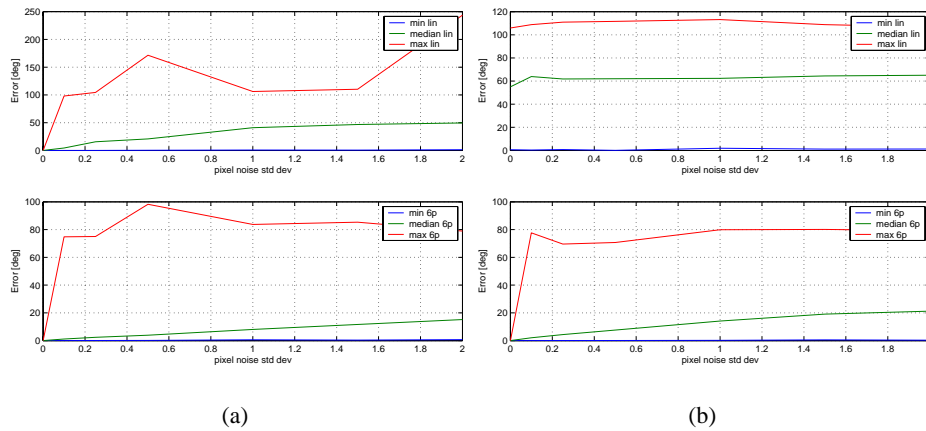 250
200
150
100
50
0
Error [deg]
0 0.2 0.4 0.6 0.8 1 1.2 1.4 1.6 1.8 2
pixel noise std dev
min lin
median lin
max lin
120
100
80
60
40
20
0
Error [deg]
0 0.2 0.4 0.6 0.8 1 1.2 1.4 1.6 1.8
pixel noise std dev
min lin
median lin
max lin
100
80
60
40
20
0
Error [deg]
0 0.2 0.4 0.6 0.8 1 1.2 1.4 1.6 1.8 2
pixel noise std dev
min 6p
median 6p
max 6p
100
80
60
40
20
0
Error [deg]
0 0.2 0.4 0.6 0.8 1 1.2 1.4 1.6 1.8
pixel noise std dev
min 6p
median 6p
max 6p
(a)
(b)